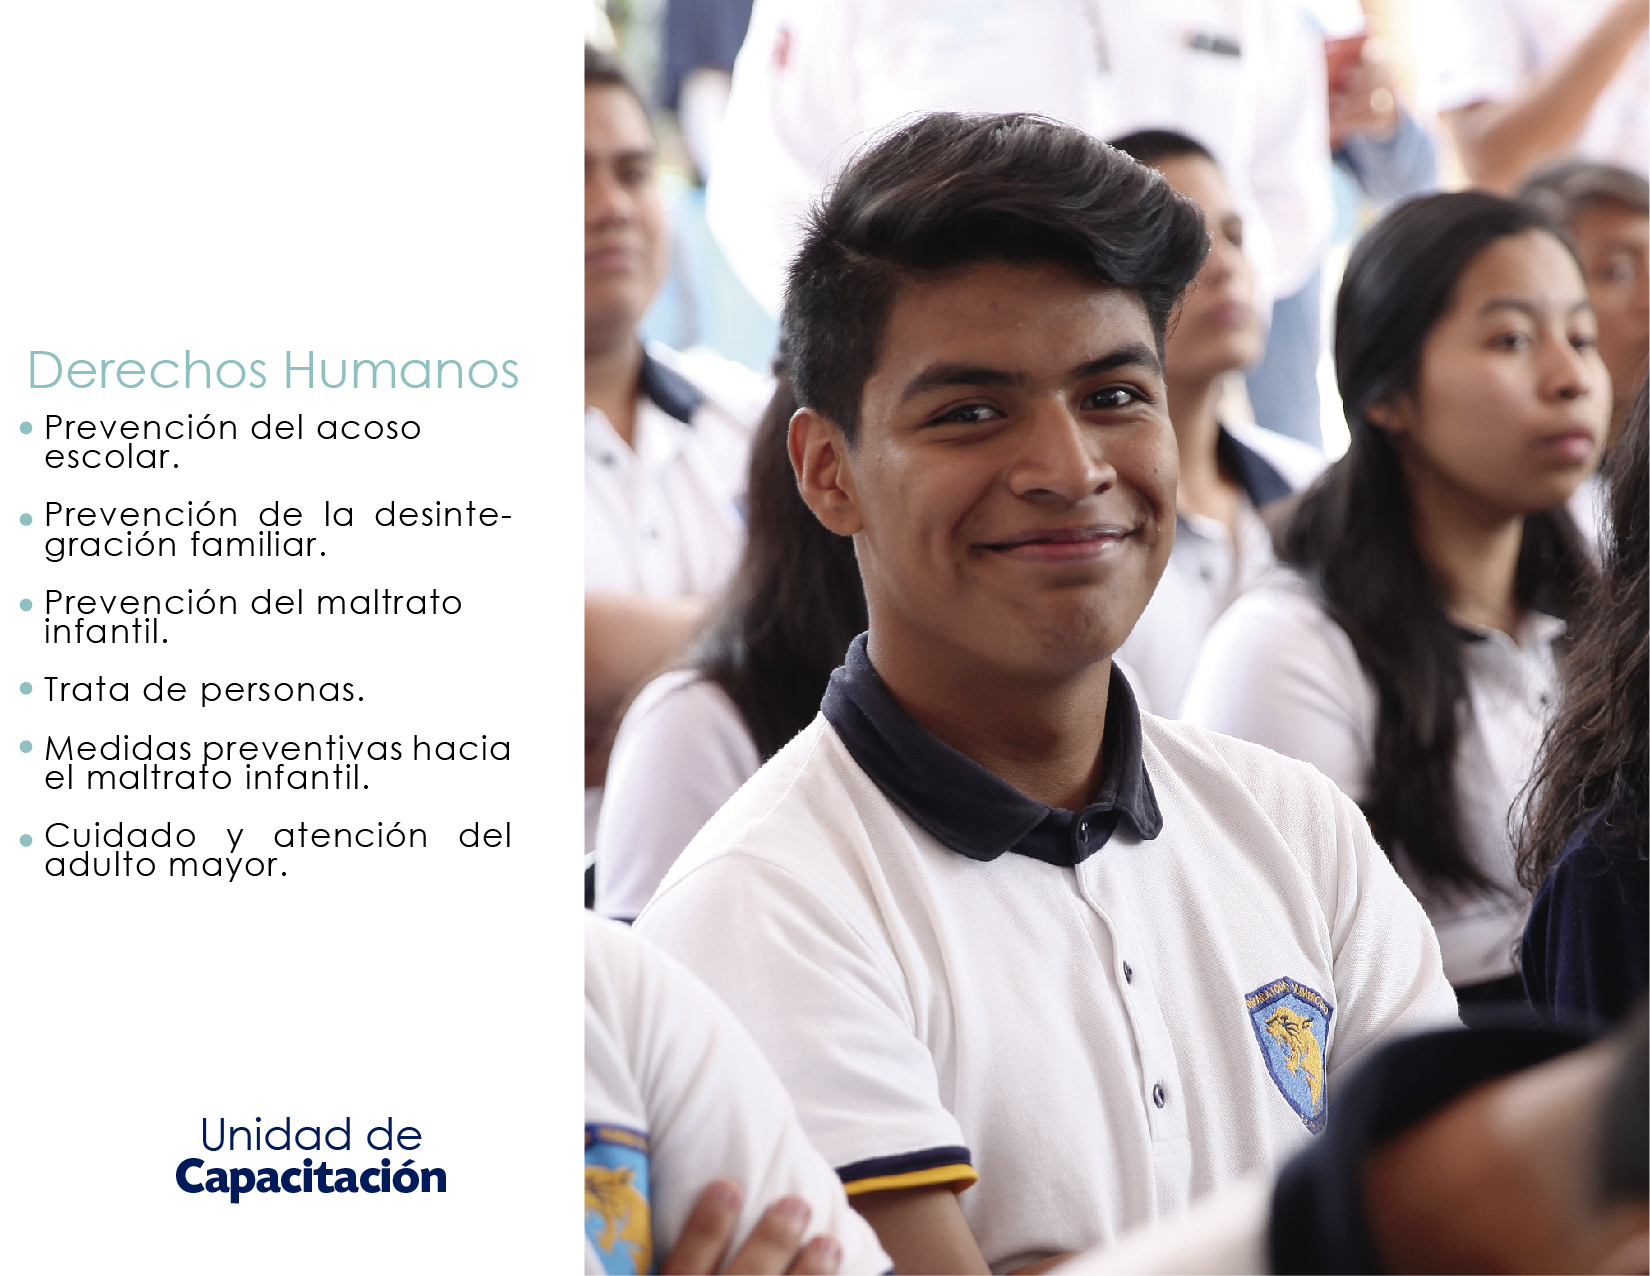 Derechos Humanos
Prevención del acoso
escolar.
Prevención de la desinte-
gración familiar.
Prevención del maltrato
infantil.
Trata de personas.
Medidas preventivas hacia
el maltrato infantil.
Cuidado y atención del
adulto mayor.
Unidad de
Capacitación